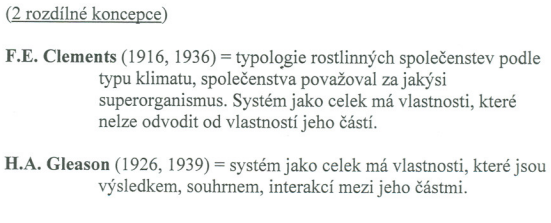 (2 rozdílné koncepce)
F.E. Clements (1916, 1936) = typologie rostlinných společenstev podle
typu klimatu, společenstva považoval za jakýsi
superorganismus. Systém jako celek má vlastnosti, které
nelze odvodit od vlastností jeho částí.
H.A. Gleason (1926, 1939) = systém jako celek má vlastnosti, které jsou
výsledkem, souhrnem, interakcí mezi jeho částmi.